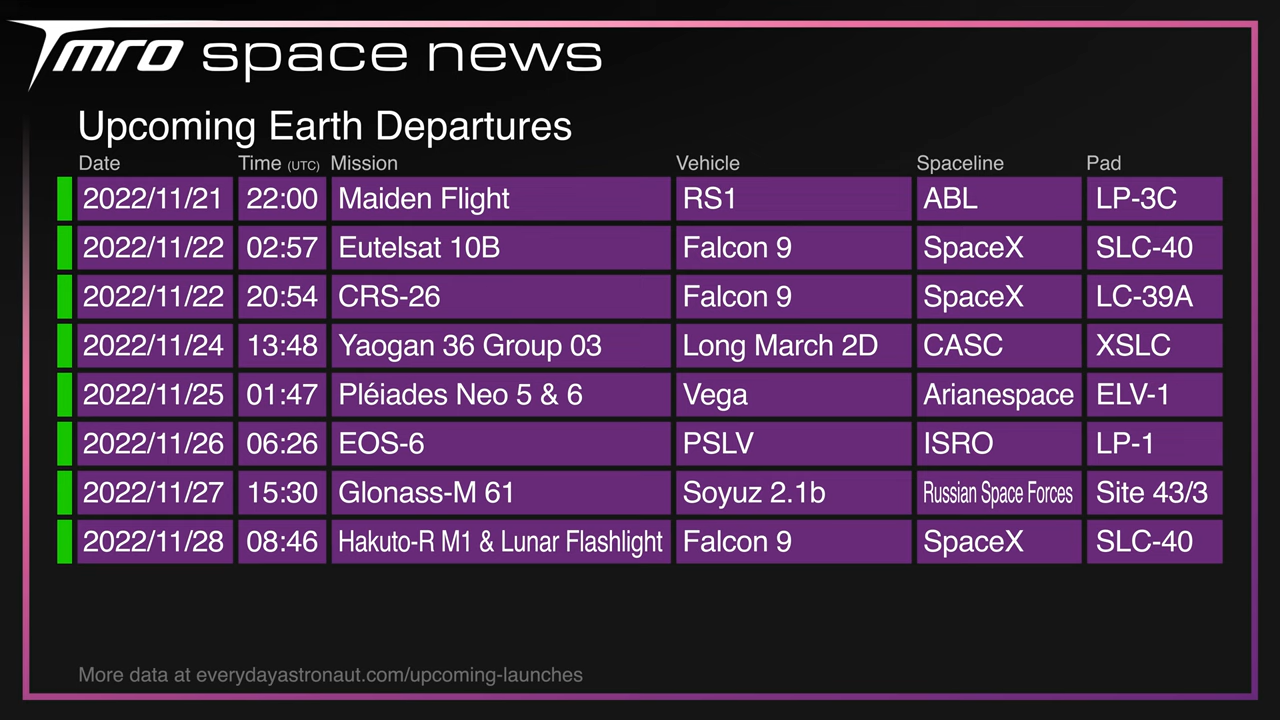 Tmro space news
Upcoming Earth Departures
Date Time (UTC) Mission Vehicle Spaceline Pad
2022/11/21 22:00 Maiden Flight RS1 ABL LP-3C
2022/11/22 02:57 Eutelsat 10B Falcon 9 SpaceX SLC-40
2022/11/22 20:54 CRS-26 Falcon 9 SpaceX LC-39A
2022/11/24 13:48 Yaogan 36 Group 03 Long March 2D CASC XSLC
2022/11/25 01:47 Pléiades Neo 5 & 6 Vega Arianespace ELV-1
2022/11/26 06:26 EOS-6 PSLV ISRO LP-1
2022/11/27 15:30 Glonass-M 61 Soyuz 2.1b Russian Space Forces Site 43/3
2022/11/28 08:46 Hakuto-R M1 & Lunar Flashlight Falcon 9 SpaceX SLC-40
More data at everydayastronaut.com/upcoming-launches